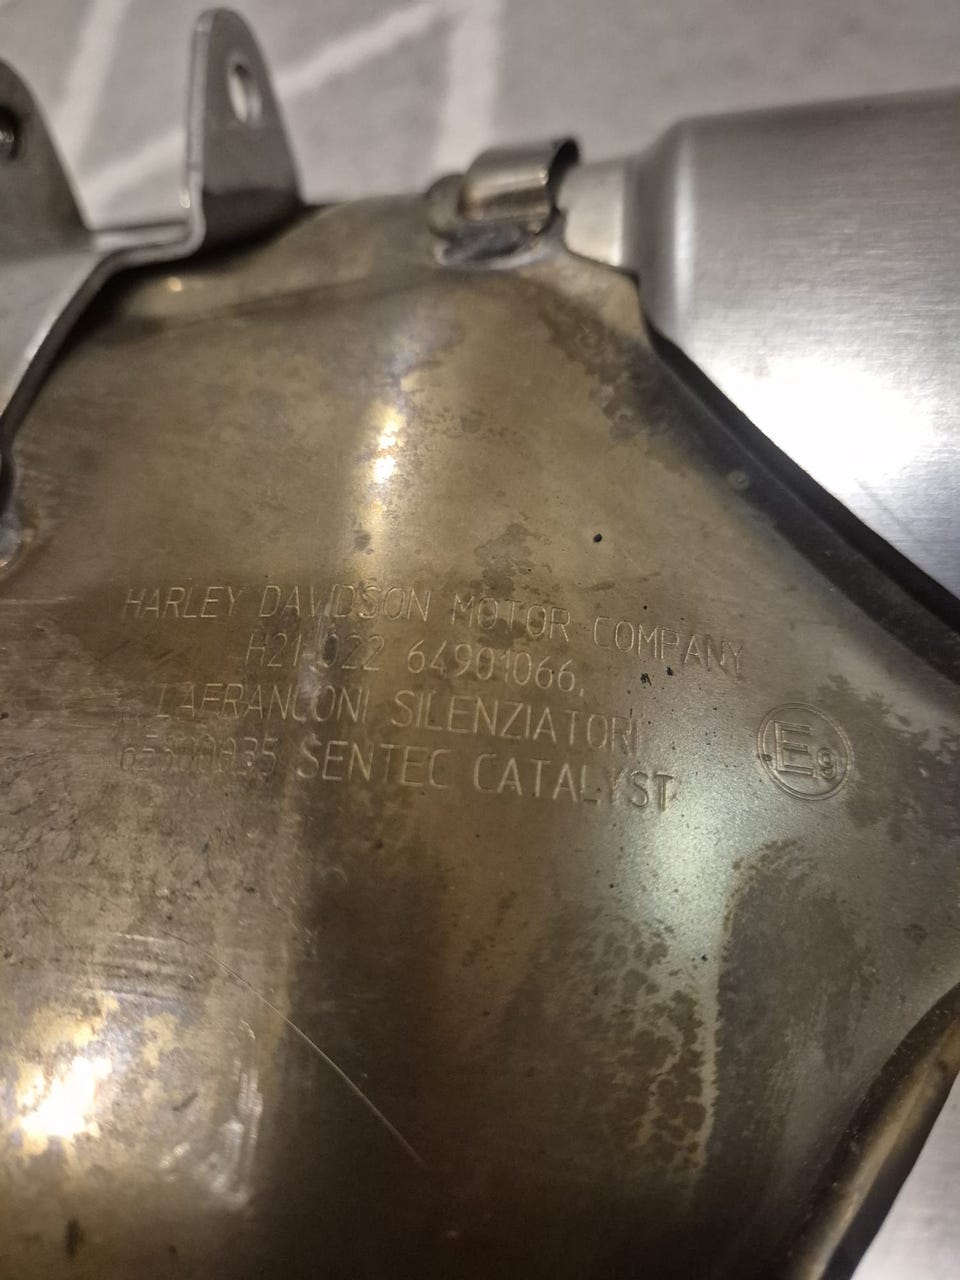 HARLEY DAVIDSON MOTOR COMPANY
H21-022 64901066,
LAFRANCONI SILENZIATORI
SENTEC CATALYST
E9